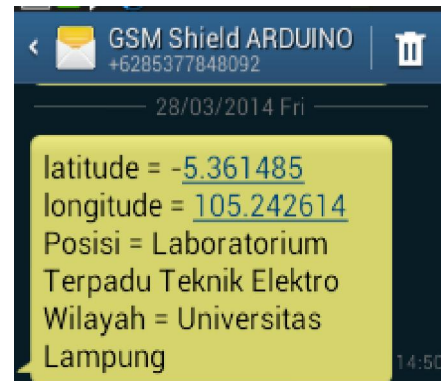 GSM Shield ARDUINO
+6285377848092
28/03/2014 Fri
latitude = -5.361485
longitude = 105.242614
Posisi = Laboratorium
Terpadu Teknik Elektro
Wilayah = Universitas
Lampung
14:50